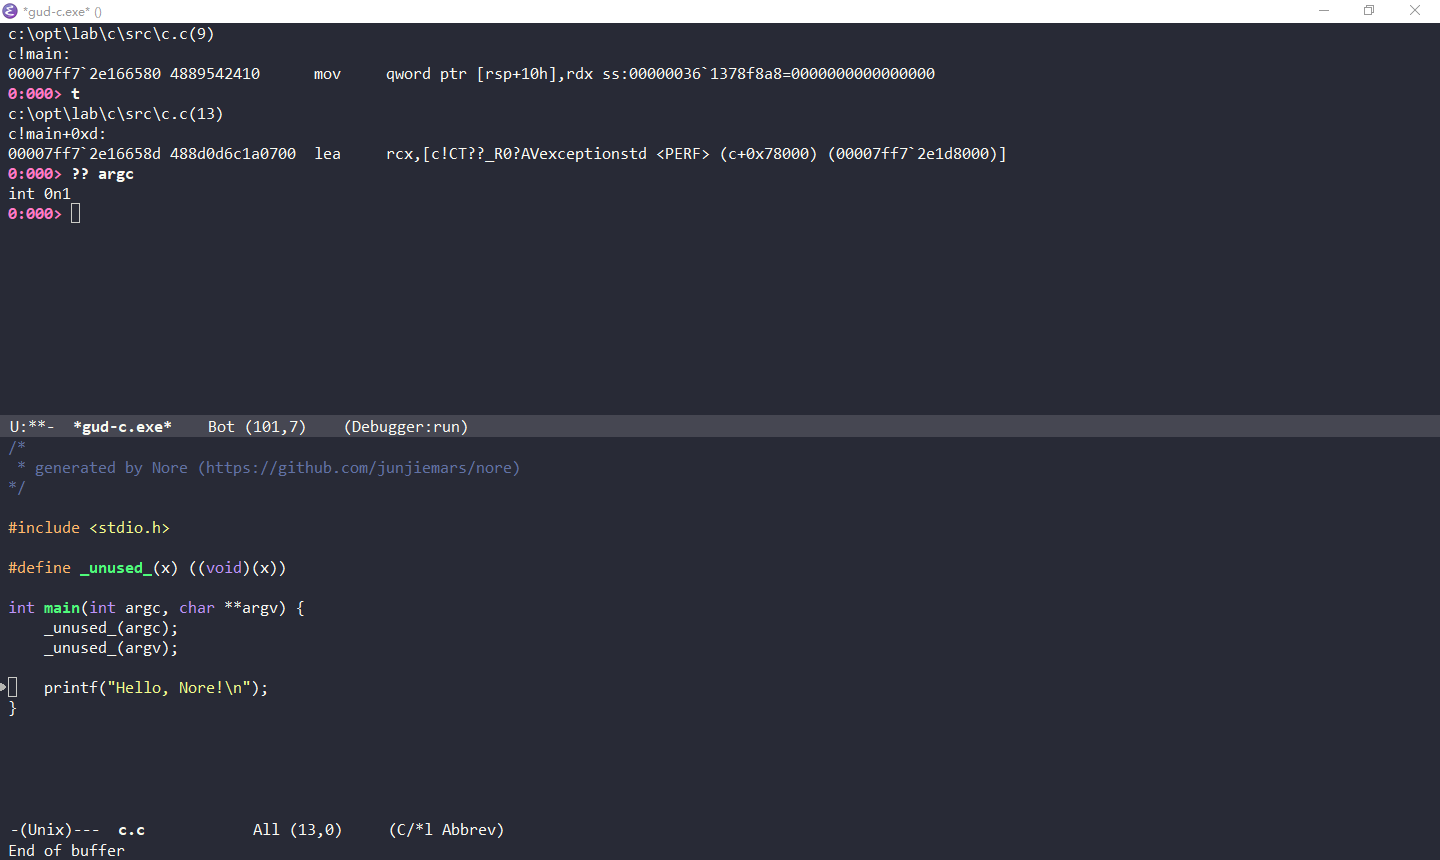 *gud-c.exe* ()
c:\opt\lab\c\src\c.c(9)
c!main:
00007ff7`2e166580 4889542410      mov     qword ptr [rsp+10h],rdx ss:00000036`1378f8a8=0000000000000000
0:000> t
c:\opt\lab\c\src\c.c(13)
c!main+0xd:
00007ff7`2e16658d 488d0d6c1a0700  lea     rcx,[c!CT??_R0?AVexceptionstd <PERF> (c+0x78000) (00007ff7`2e1d8000)]
0:000> ?? argc
int 0n1
0:000>
U:**-  *gud-c.exe*    Bot (101,7)    (Debugger:run)
/*
 * generated by Nore (https://github.com/junjiemars/nore)
*/
#include <stdio.h>
#define _unused_(x) ((void)(x))
int main(int argc, char **argv) {
    _unused_(argc);
    _unused_(argv);
    printf("Hello, Nore!\n");
}
-(Unix)---  c.c            All (13,0)     (C/*l Abbrev)
End of buffer